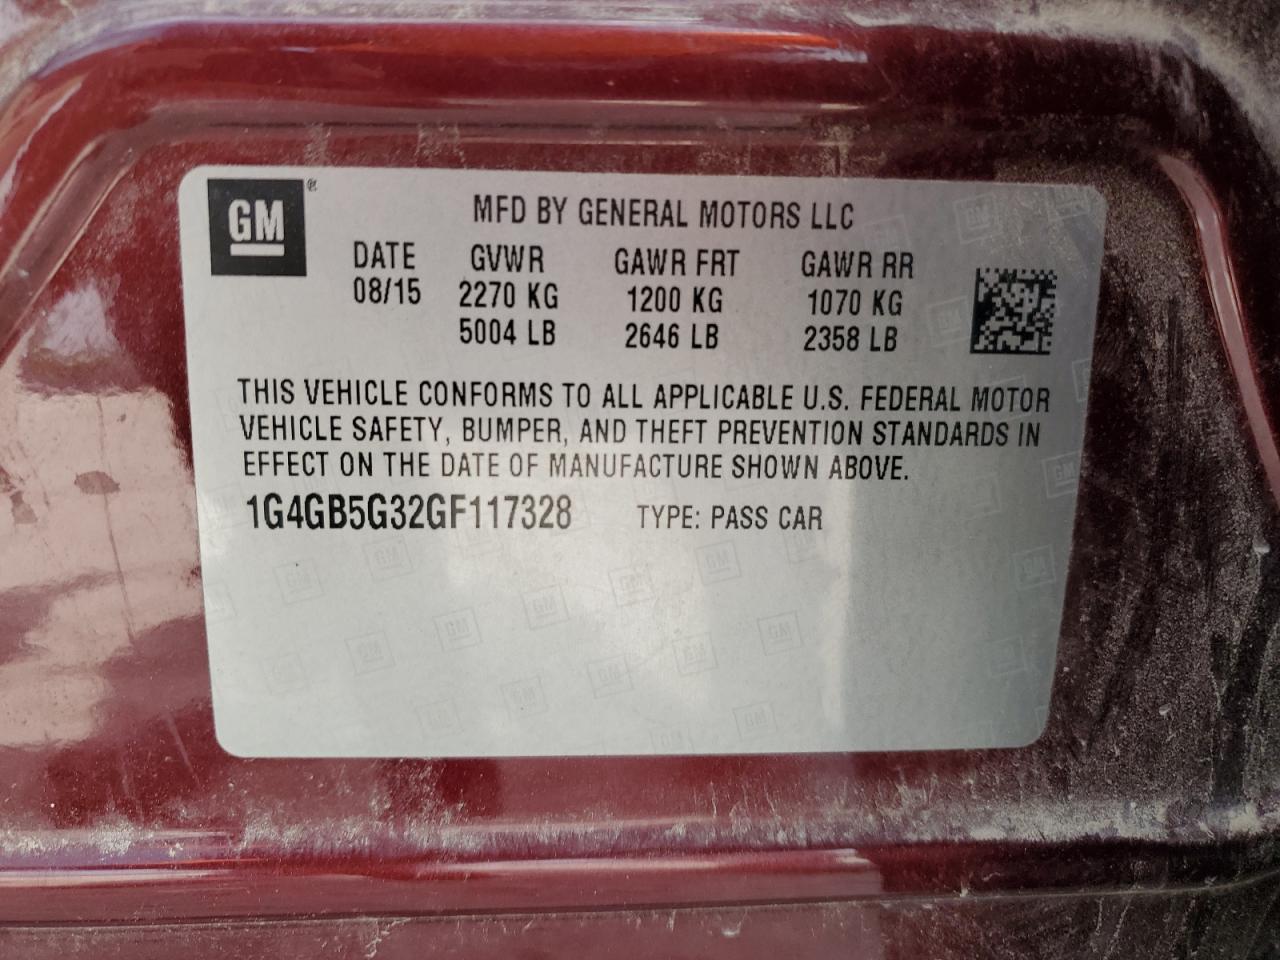 GM ®
MFD BY GENERAL MOTORS LLC
DATE GVWR GAWR FRT GAWR RR
08/15 2270 KG 1200 KG 1070 KG
5004 LB 2646 LB 2358 LB
THIS VEHICLE CONFORMS TO ALL APPLICABLE U.S. FEDERAL MOTOR
VEHICLE SAFETY, BUMPER, AND THEFT PREVENTION STANDARDS IN
EFFECT ON THE DATE OF MANUFACTURE SHOWN ABOVE.
1G4GB5G32GF117328 TYPE: PASS CAR